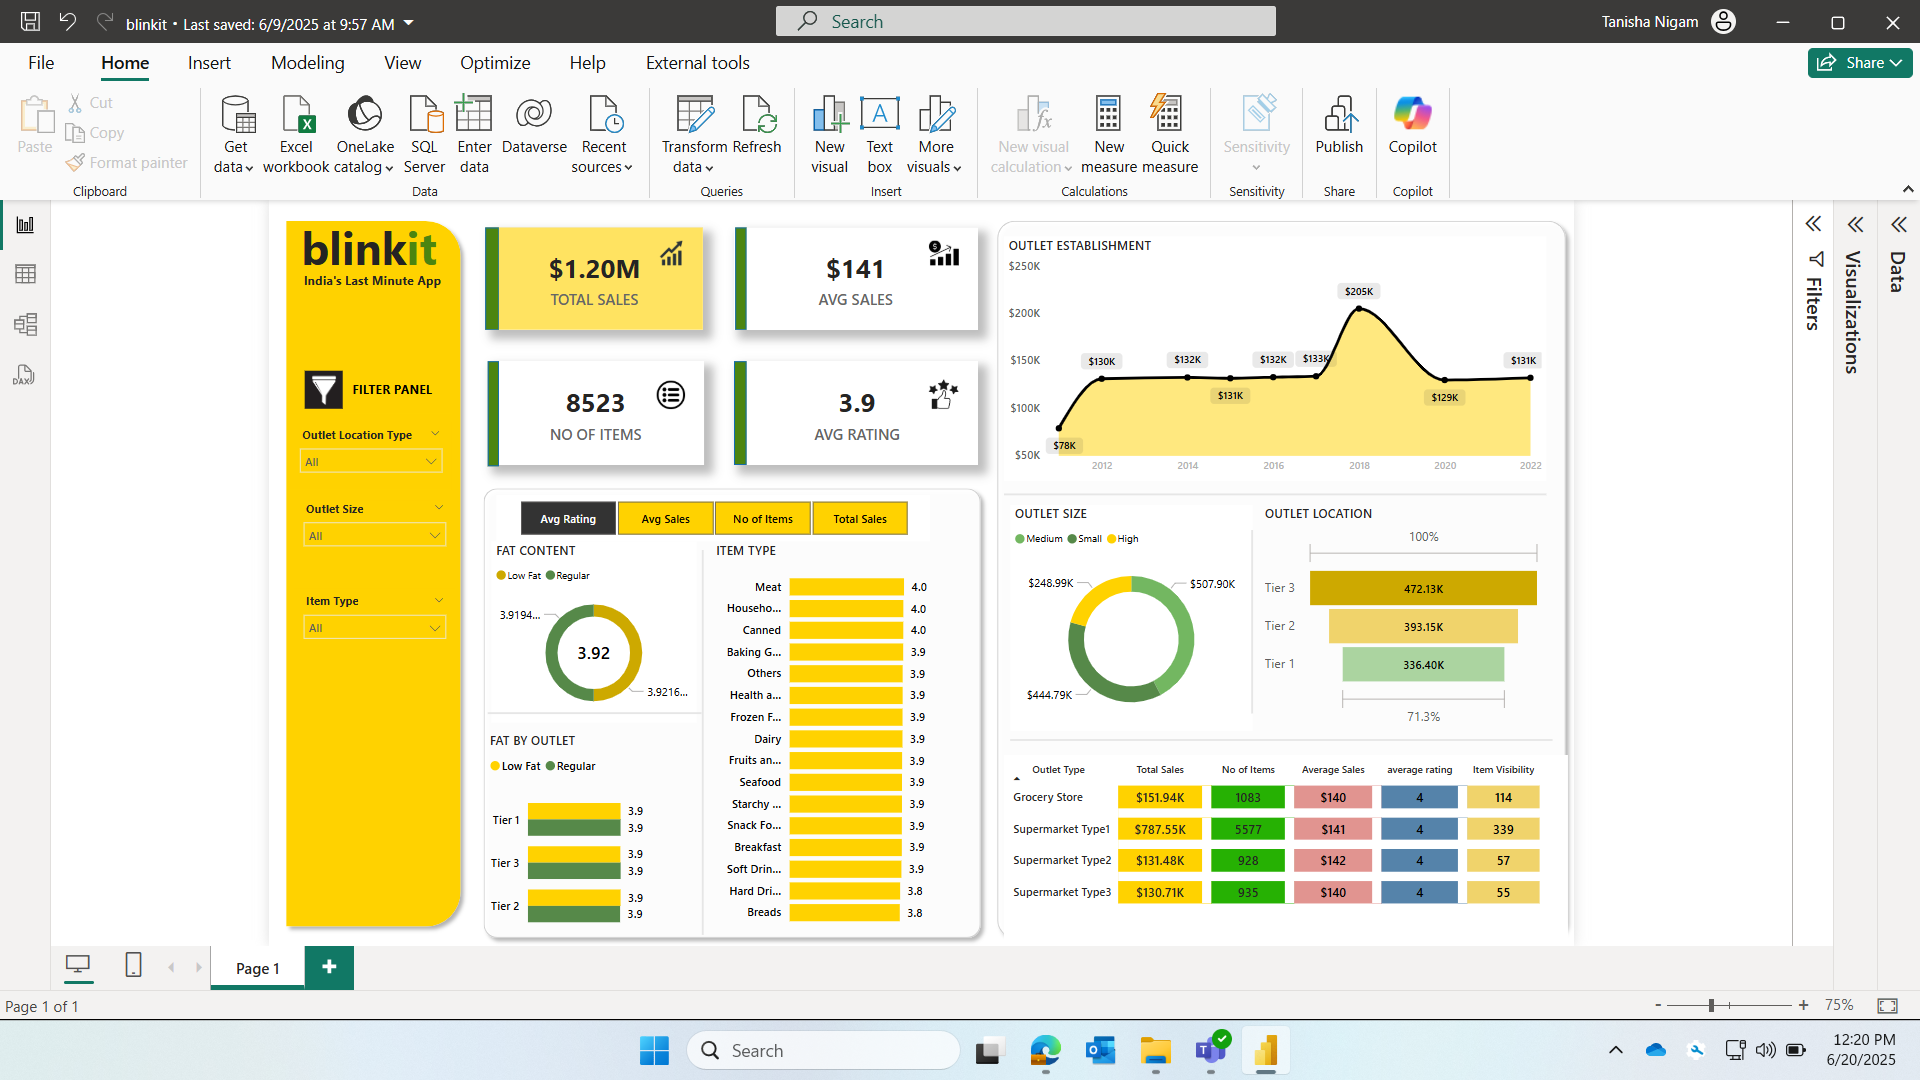 blinkit • Last saved: 6/9/2025 at 9:57 AM
Search
Tanisha Nigam
File Home Insert Modeling View Optimize Help External tools
Share
Paste
Cut
Copy
Format painter
Clipboard
Get data
Excel workbook
OneLake catalog
SQL Server
Enter data
Dataverse
Recent sources
Data
Transform data
Refresh
Queries
New visual
Text box
More visuals
Insert
New visual calculation
New measure
Quick measure
Calculations
Sensitivity
Sensitivity
Publish
Share
Copilot
Copilot
DAX
blinkit
India's Last Minute App
FILTER PANEL
Outlet Location Type
All
Outlet Size
All
Item Type
All
$1.20M
TOTAL SALES
$141
AVG SALES
8523
NO OF ITEMS
3.9
AVG RATING
Avg Rating Avg Sales No of Items Total Sales
FAT CONTENT
Low Fat Regular
3.9194...
3.92
3.9216...
FAT BY OUTLET
Low Fat Regular
Tier 1 3.9
3.9
Tier 3 3.9
3.9
Tier 2 3.9
3.9
ITEM TYPE
Meat 4.0
Househo... 4.0
Canned 4.0
Baking G... 3.9
Others 3.9
Health a... 3.9
Frozen F... 3.9
Dairy 3.9
Fruits an... 3.9
Seafood 3.9
Starchy ... 3.9
Snack Fo... 3.9
Breakfast 3.9
Soft Drin... 3.9
Hard Dri... 3.8
Breads 3.8
OUTLET ESTABLISHMENT
$250K
$200K
$150K
$100K
$50K
$78K
$130K
$132K
$131K
$132K
$133K
$205K
$129K
$131K
2012 2014 2016 2018 2020 2022
OUTLET SIZE
Medium Small High
$248.99K
$507.90K
$444.79K
OUTLET LOCATION
100%
Tier 3 472.13K
Tier 2 393.15K
Tier 1 336.40K
71.3%
Outlet Type Total Sales No of Items Average Sales average rating Item Visibility
Grocery Store $151.94K 1083 $140 4 114
Supermarket Type1 $787.55K 5577 $141 4 339
Supermarket Type2 $131.48K 928 $142 4 57
Supermarket Type3 $130.71K 935 $140 4 55
Filters
Visualizations
Data
Page 1
Page 1 of 1
75%
Search
12:20 PM
6/20/2025